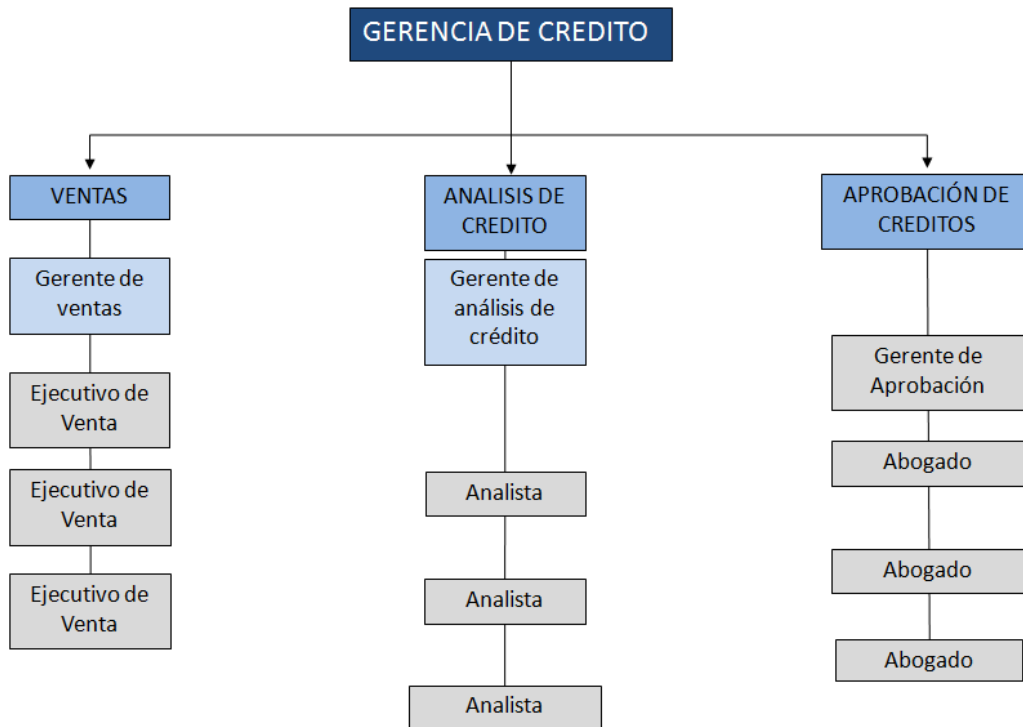 GERENCIA DE CREDITO
VENTAS
Gerente de
ventas
Ejecutivo de
Venta
Ejecutivo de
Venta
Ejecutivo de
Venta
ANALISIS DE
CREDITO
Gerente de
análisis de
crédito
Analista
Analista
Analista
APROBACIÓN DE
CREDITOS
Gerente de
Aprobación
Abogado
Abogado
Abogado